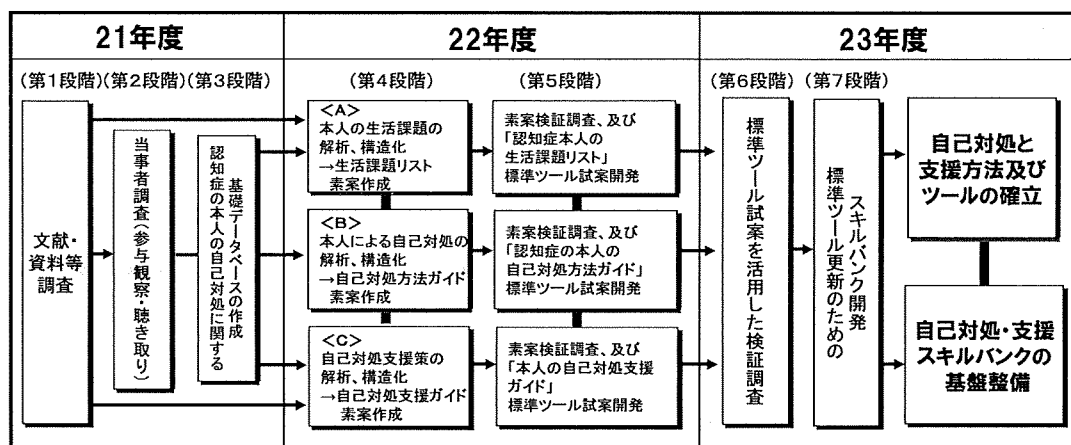 21年度
22年度
23年度
(第1段階)(第2段階)(第3段階)
(第4段階)
(第5段階)
(第6段階)
(第7段階)
文献・
資料等
調査
当事者調査(参与観察・聴き取り)
認知症の本人の自己対処に関する
基礎データベースの作成
<A>
本人の生活課題の
解析、構造化
→生活課題リスト
素案作成
<B>
本人による自己対処の
解析、構造化
→自己対処方法ガイド
素案作成
<C>
自己対処支援策の
解析、構造化
→自己対処支援ガイド
素案作成
素案検証調査、及び
「認知症本人の
生活課題リスト」
標準ツール試案開発
素案検証調査、及び
「認知症の本人の
自己対処方法ガイド」
標準ツール試案開発
素案検証調査、及び
「本人の自己対処支援
ガイド」
標準ツール試案開発
標準ツール試案を活用した検証調査
標準ツール更新のための
スキルバンク開発
自己対処と
支援方法及び
ツールの確立
自己対処・支援
スキルバンクの
基盤整備